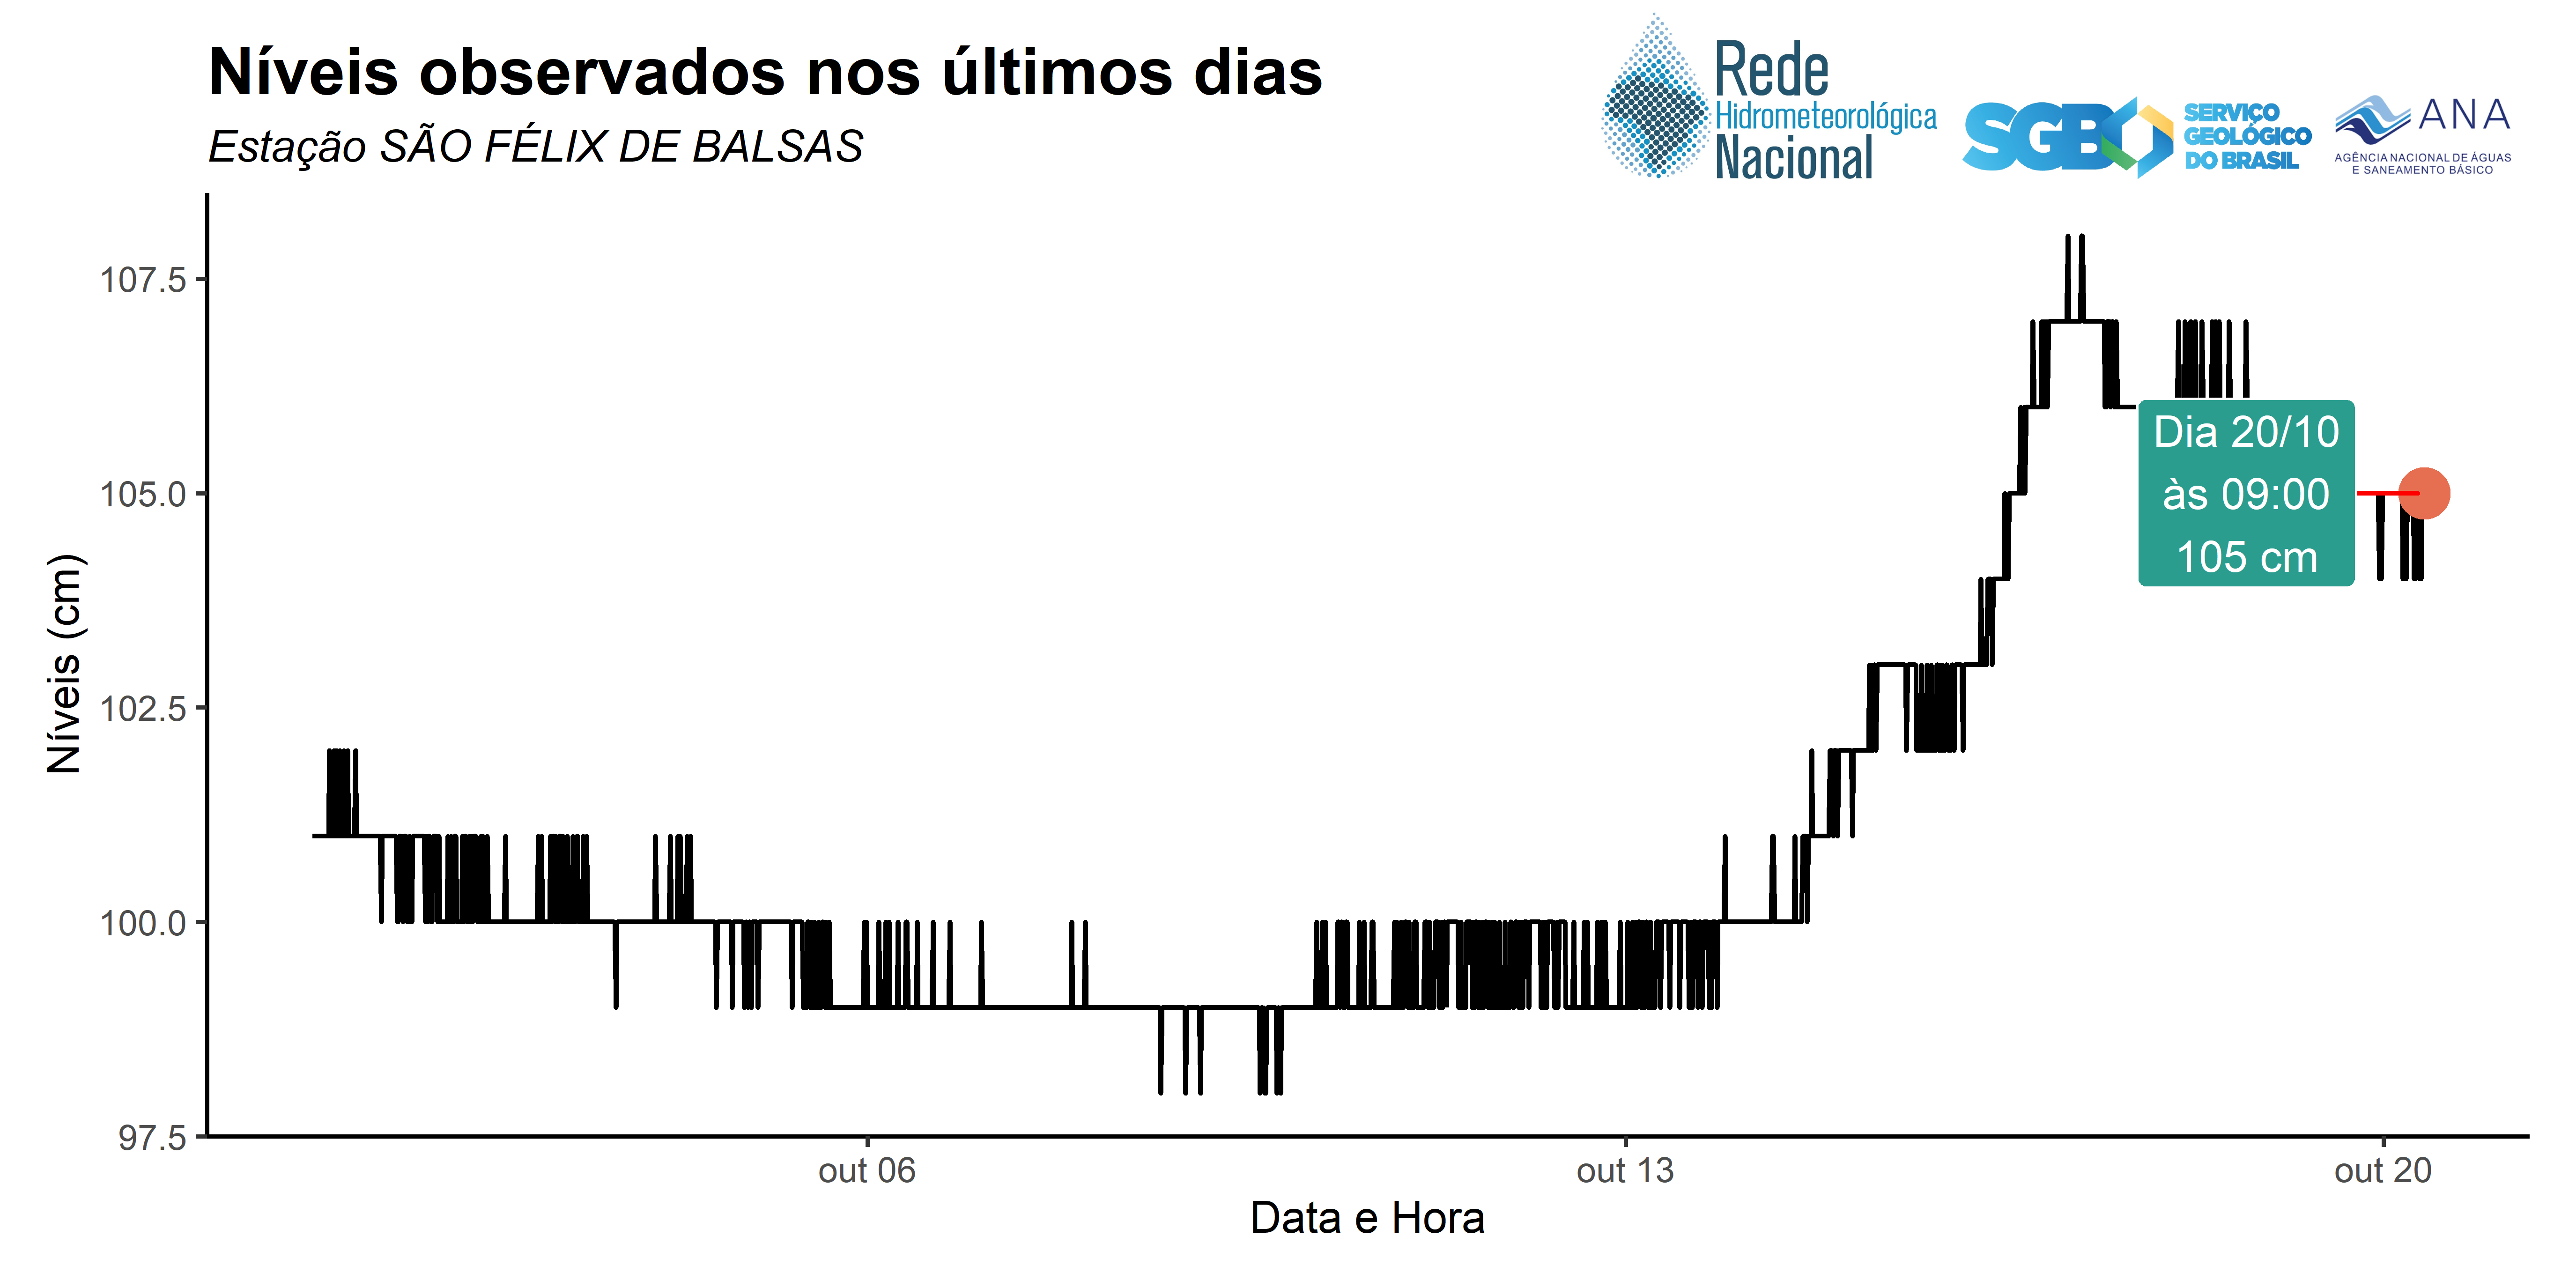 Níveis observados nos últimos dias
Estação SÃO FÉLIX DE BALSAS
Rede
Hidrometeorológica
Nacional
SGB
SERVIÇO
GEOLÓGICO
DO BRASIL
ANA
AGÊNCIA NACIONAL DE ÁGUAS
E SANEAMENTO BÁSICO
107.5
105.0
102.5
100.0
97.5
Níveis (cm)
Dia 20/10
às 09:00
105 cm
out 06
out 13
out 20
Data e Hora